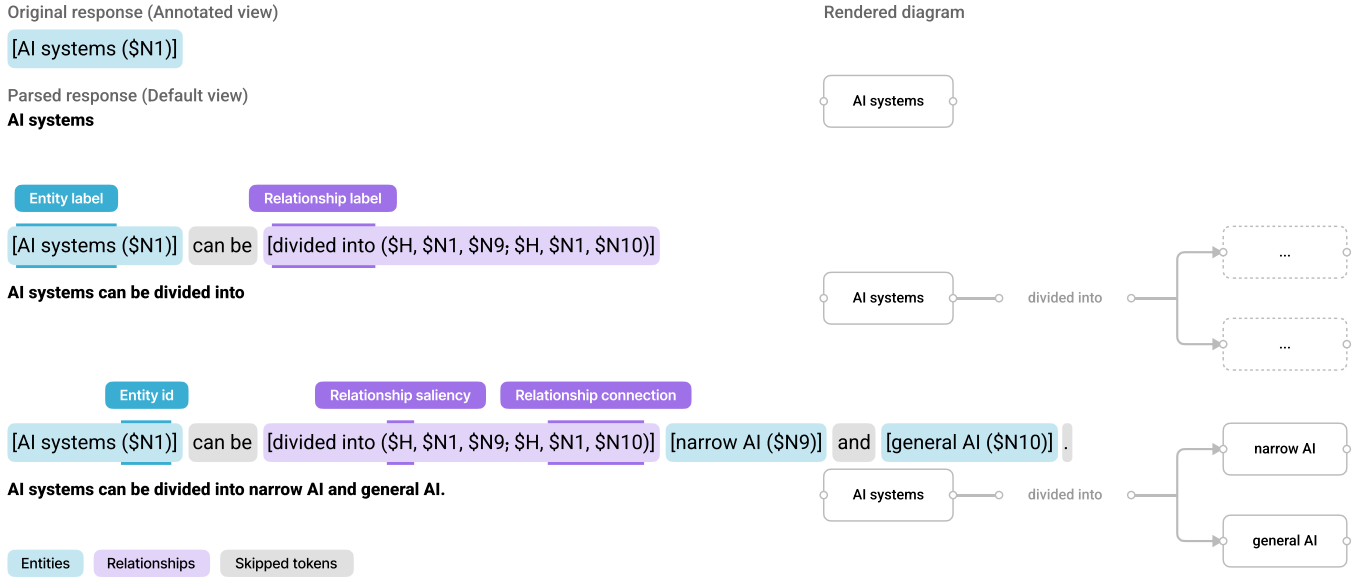 Original response (Annotated view)
Rendered diagram
[AI systems ($N1)]
Parsed response (Default view)
AI systems
AI systems
Entity label
Relationship label
[AI systems ($N1)] can be [divided into ($H, $N1, $N9; $H, $N1, $N10)]
AI systems can be divided into
AI systems
divided into
...
...
Entity id
Relationship saliency
Relationship connection
[AI systems ($N1)] can be [divided into ($H, $N1, $N9; $H, $N1, $N10)] [narrow AI ($N9)] and [general AI ($N10)] .
AI systems can be divided into narrow AI and general AI.
AI systems
divided into
narrow AI
general AI
Entities
Relationships
Skipped tokens